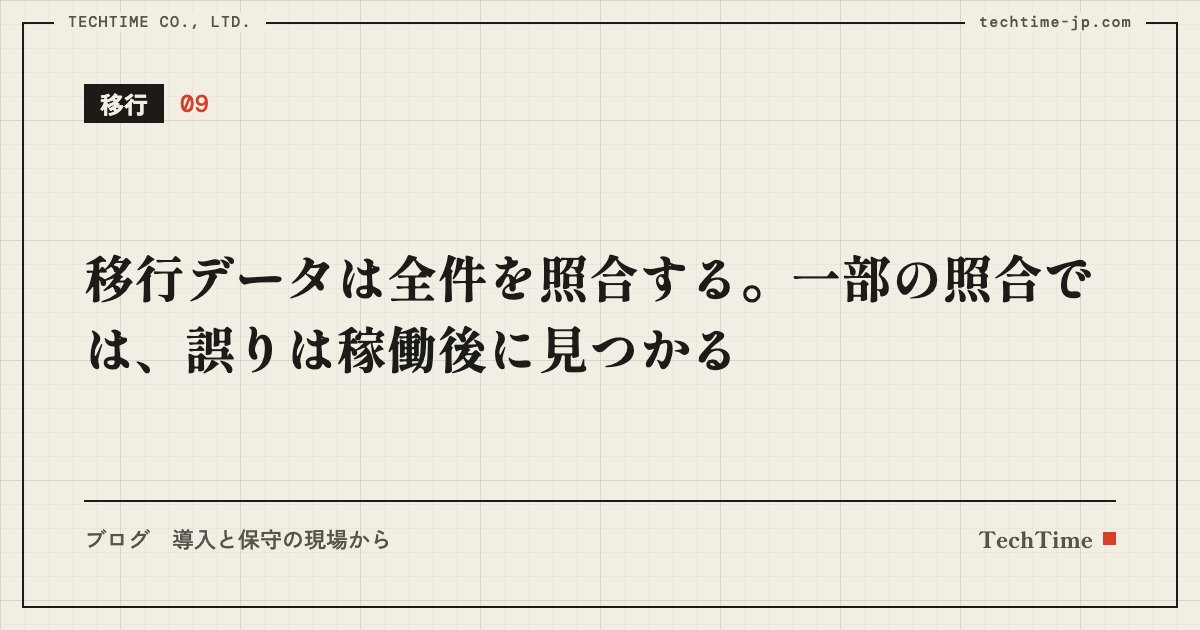 TECHTIME CO., LTD.
techtime-jp.com
移行 09
移行データは全件を照合する。一部の照合で
は、誤りは稼働後に見つかる
ブログ　導入と保守の現場から
TechTime